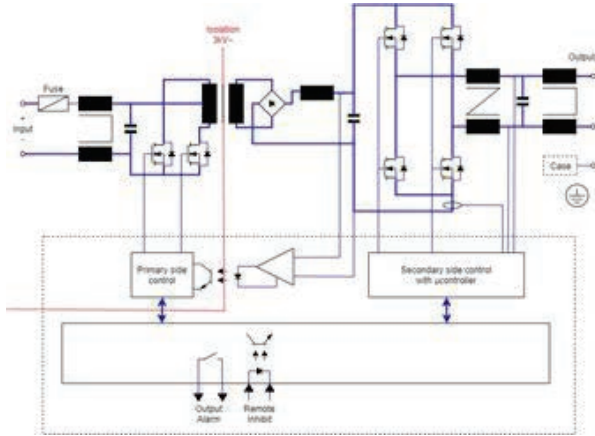 Isolation
3kV~
Output
Fuse
+
Input
-
Case
Primary side
control
Secondary side control
with µcontroller
Output
Alarm
Remote
Inhibit